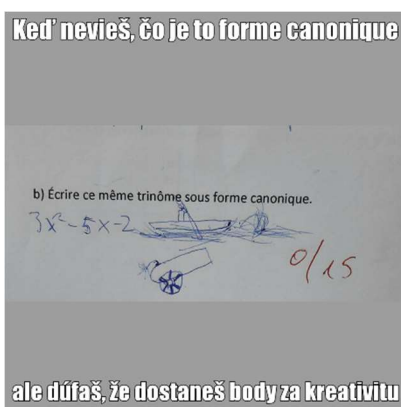 Keď nevieš, čo je to forme canonique
b) Écrire ce même trinôme sous forme canonique.
3x²-5x-2
0/15
ale dúfaš, že dostaneš body za kreativitu